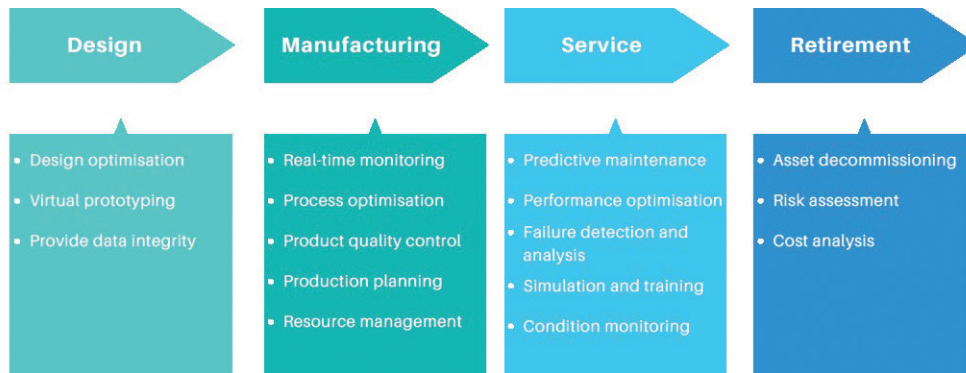 Design
Manufacturing
Service
Retirement
• Design optimisation
• Virtual prototyping
• Provide data integrity
• Real-time monitoring
• Process optimisation
• Product quality control
• Production planning
• Resource management
• Predictive maintenance
• Performance optimisation
• Failure detection and
analysis
• Simulation and training
• Condition monitoring
• Asset decommissioning
• Risk assessment
• Cost analysis